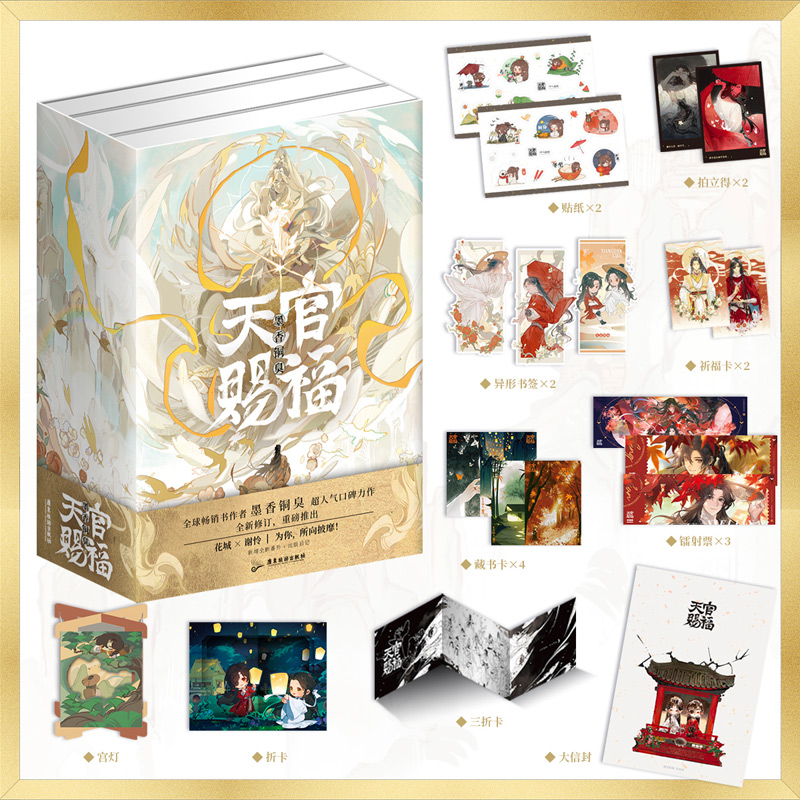 天官
赐福
墨香铜臭
全球畅销书作者 墨香铜臭 超人气口碑力作
全新修订，重磅推出
花城 × 谢怜 | 为你，所向披靡！
天官
赐福
贴纸×2
拍立得×2
异形书签×2
祈福卡×2
藏书卡×4
镭射票×3
宫灯
折卡
天官
赐福
三折卡
大信封
天官
赐福